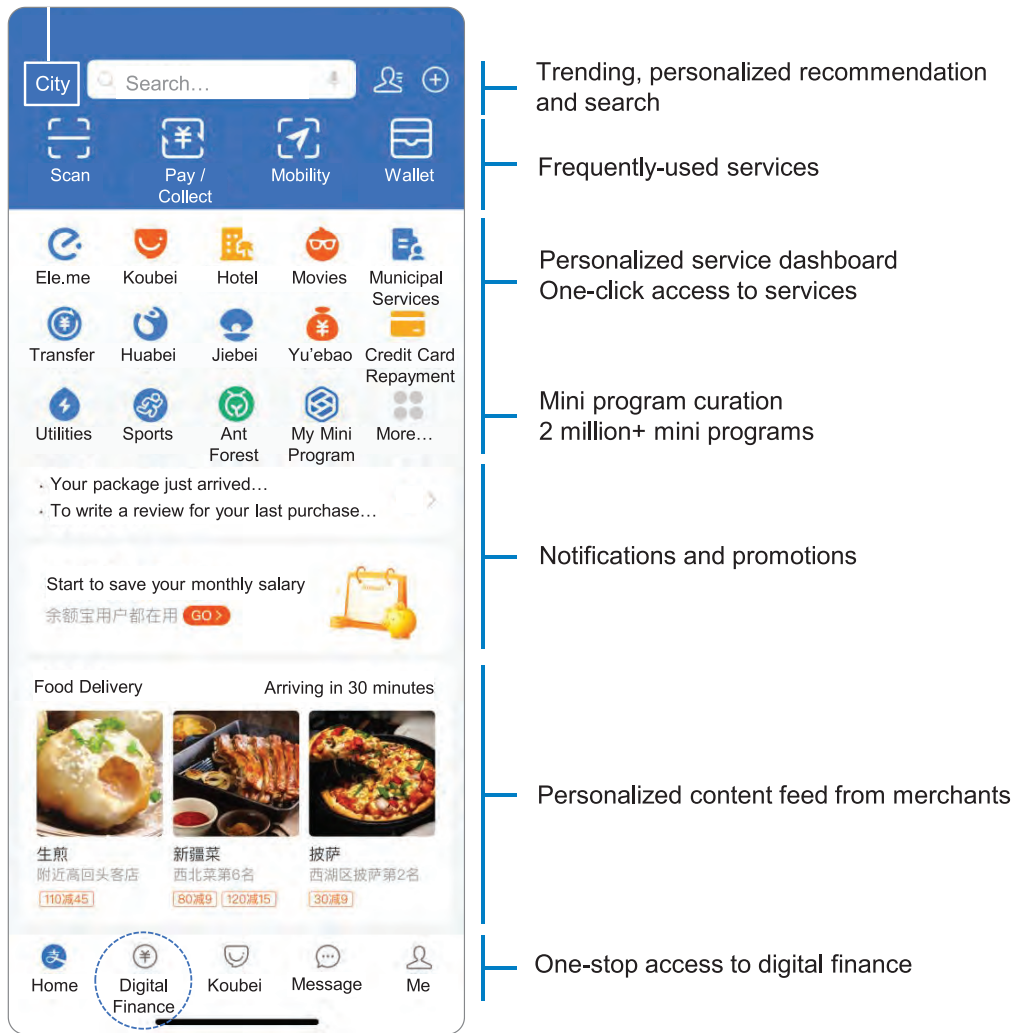 City
Search...
Trending, personalized recommendation
and search
Scan
Pay /
Collect
Mobility
Wallet
Frequently-used services
Ele.me
Koubei
Hotel
Movies
Municipal
Services
Personalized service dashboard
One-click access to services
Transfer
Huabei
Jiebei
Yu'ebao
Credit Card
Repayment
Utilities
Sports
Ant
Forest
My Mini
Program
More...
Mini program curation
2 million+ mini programs
· Your package just arrived...
· To write a review for your last purchase...
Notifications and promotions
Start to save your monthly salary
余额宝用户都在用 GO >
Food Delivery
Arriving in 30 minutes
生煎
附近高回头客店
110减45
新疆菜
西北菜第6名
80减9 120减15
披萨
西湖区披萨第2名
30减9
Personalized content feed from merchants
支
Home
Digital
Finance
Koubei
Message
Me
One-stop access to digital finance